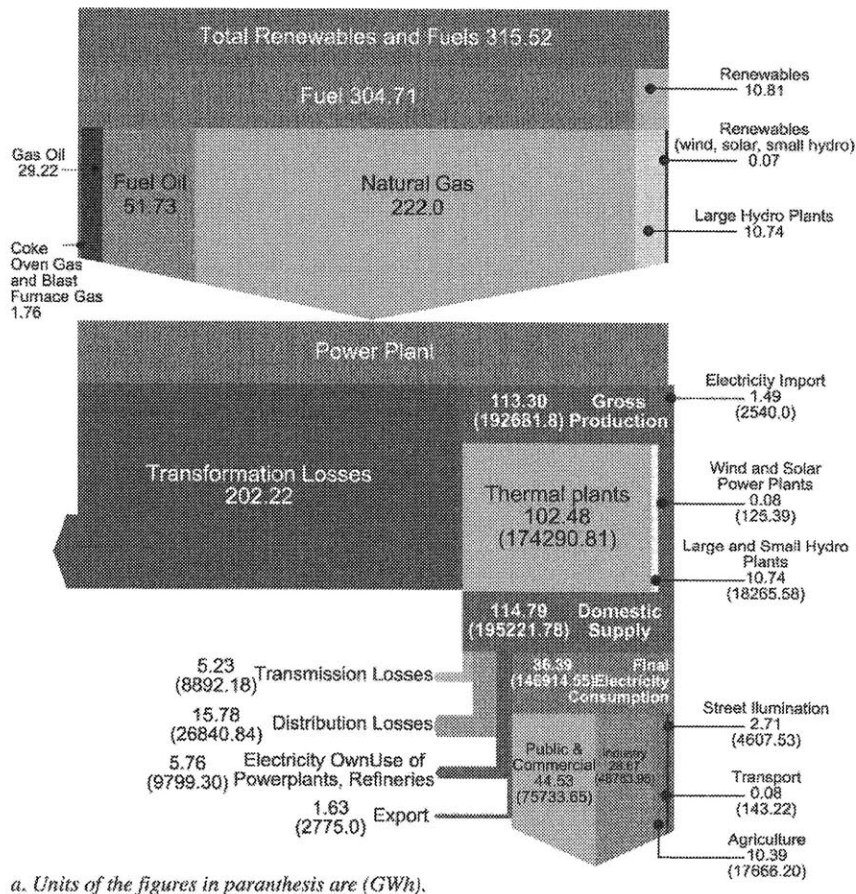 Total Renewables and Fuels 315.52
Fuel 304.71
Renewables
10.81
Renewables
(wind, solar, small hydro)
0.07
Gas Oil
29.22
Fuel Oil
51.73
Natural Gas
222.0
Large Hydro Plants
10.74
Coke
Oven Gas
and Blast
Furnace Gas
1.76
Power Plant
Electricity Import
1.49
(2540.0)
113.30 Gross
(192681.8) Production
Transformation Losses
202.22
Thermal plants
102.48
(174290.81)
Wind and Solar
Power Plants
0.08
(125.39)
Large and Small Hydro
Plants
10.74
(18265.58)
114.79 Domestic
(195221.78) Supply
5.23
(8892.18)
Transmission Losses
36.39 Final
(146914.55) Electricity
Consumption
15.78
(26840.84)
Distribution Losses
Street Ilumination
2.71
(4607.53)
5.76
(9799.30)
Electricity OwnUse of
Powerplants, Refineries
Public &
Commercial
44.53
(75733.65)
Industry
28.67
Transport
0.08
(143.22)
1.63
(2775.0)
Export
Agriculture
10.39
(17666.20)
a. Units of the figures in paranthesis are (GWh).